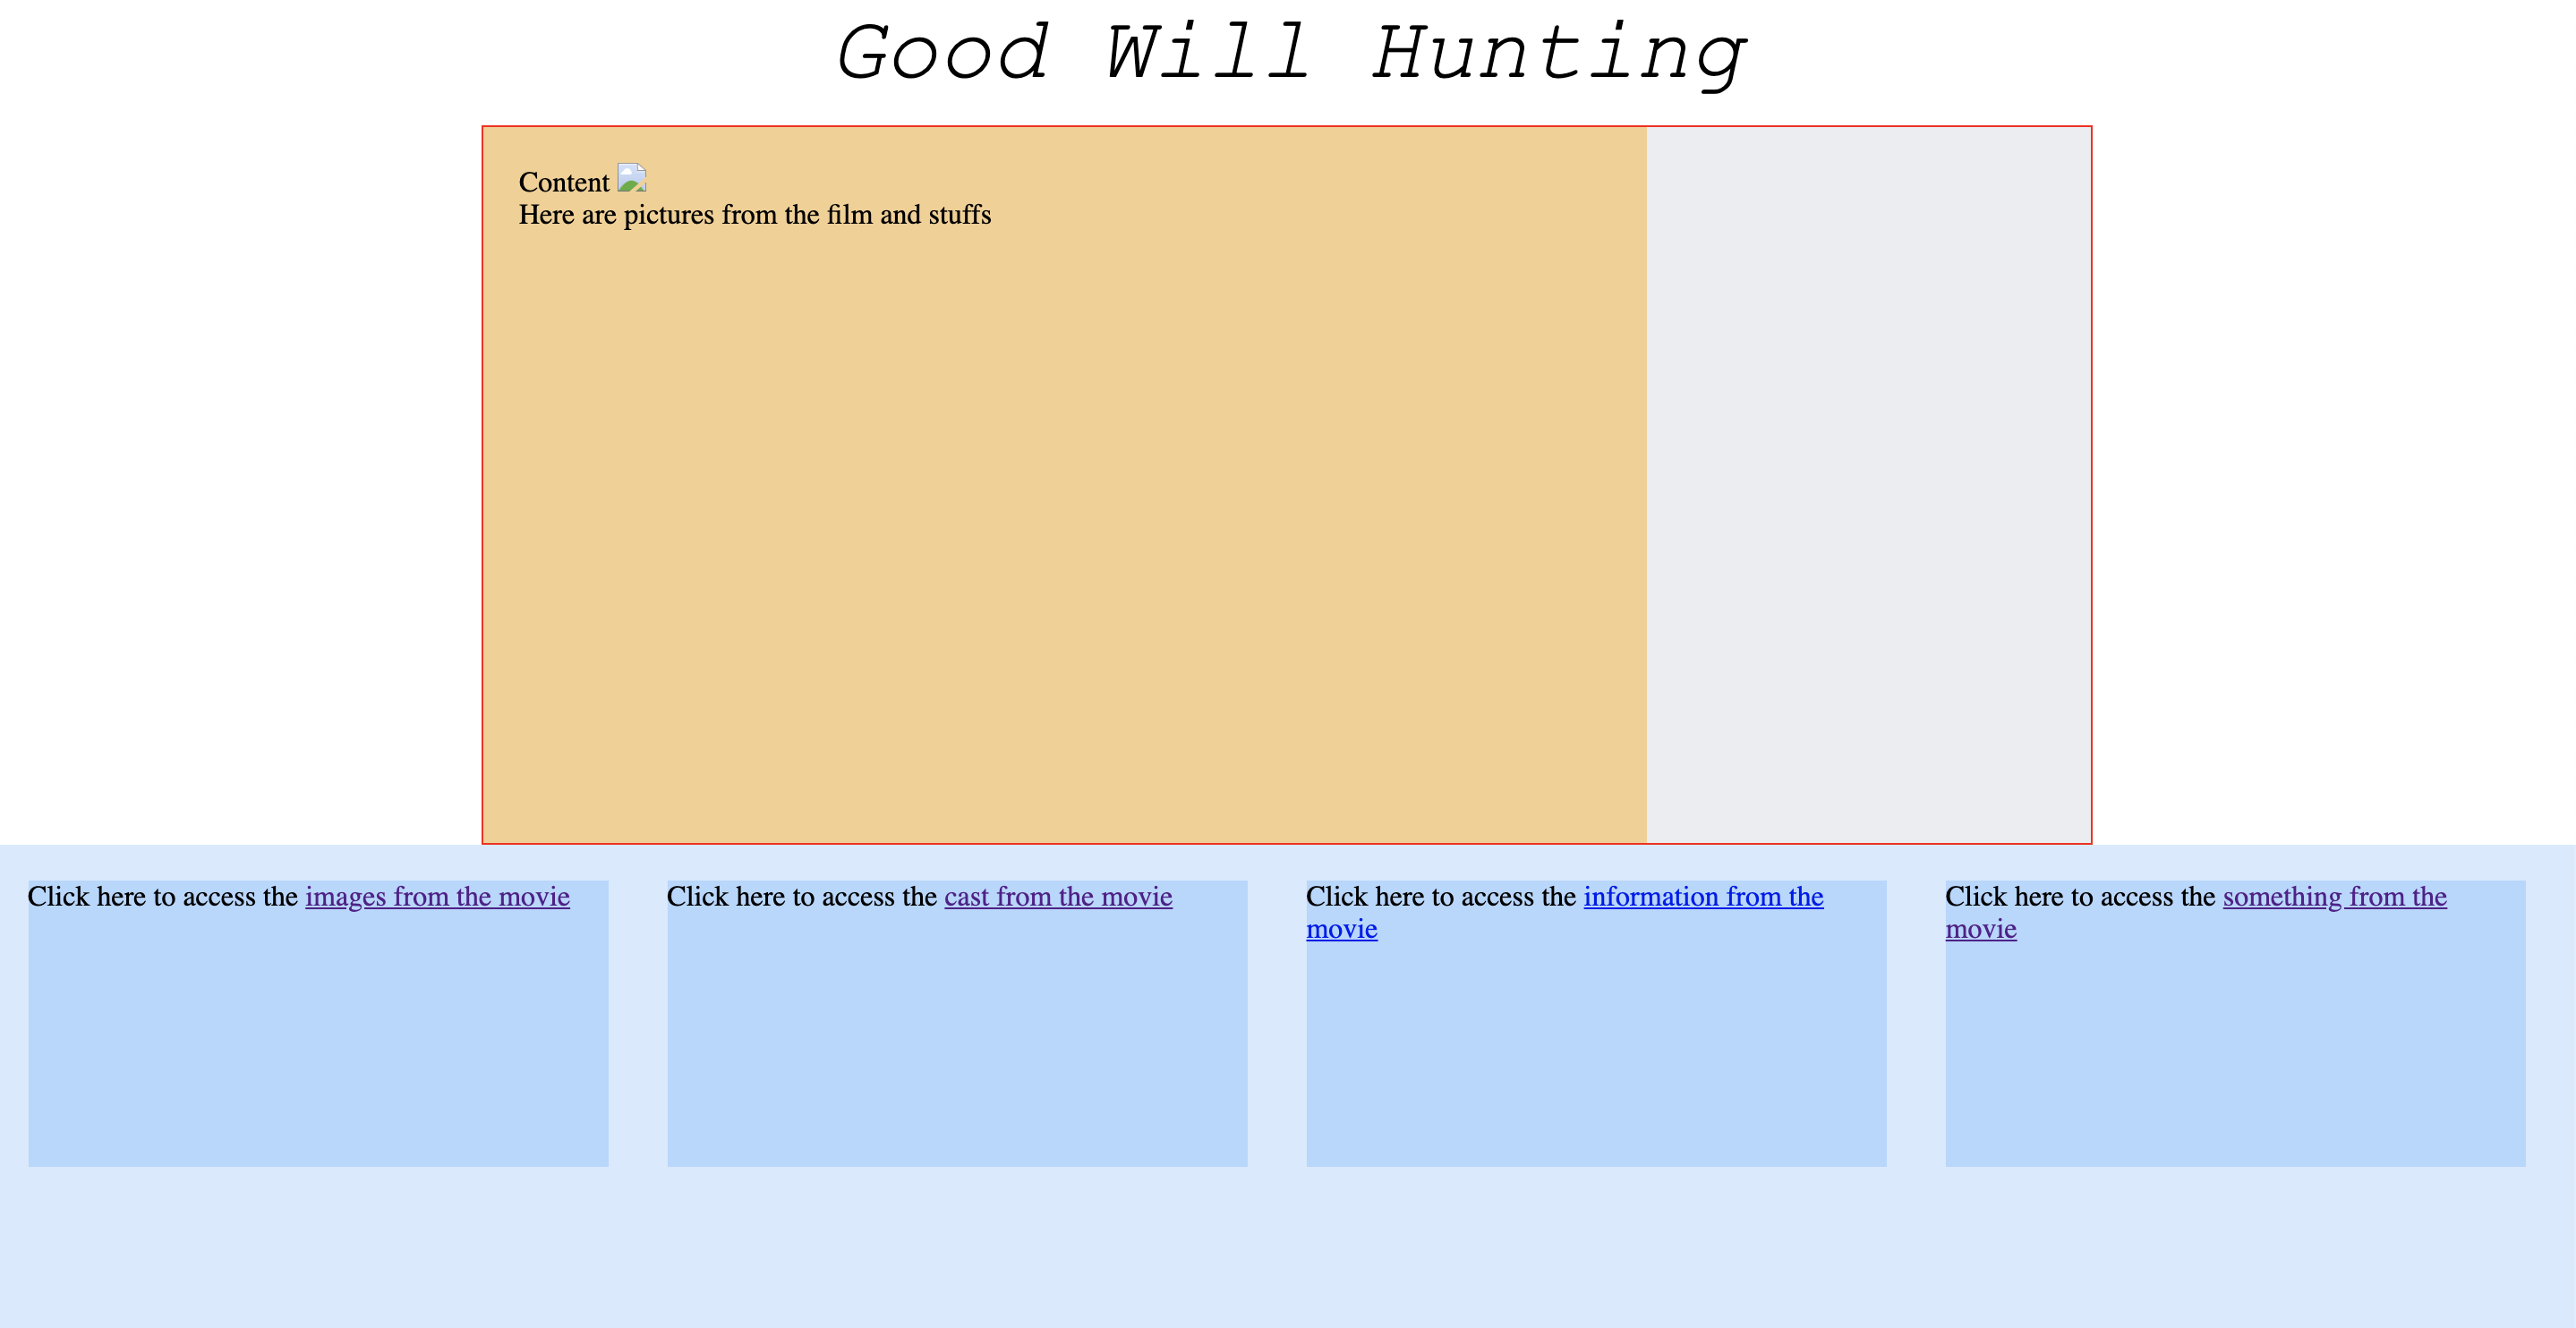 Good Will Hunting
Content
Here are pictures from the film and stuffs
Click here to access the images from the movie
Click here to access the cast from the movie
Click here to access the information from the
movie
Click here to access the something from the
movie